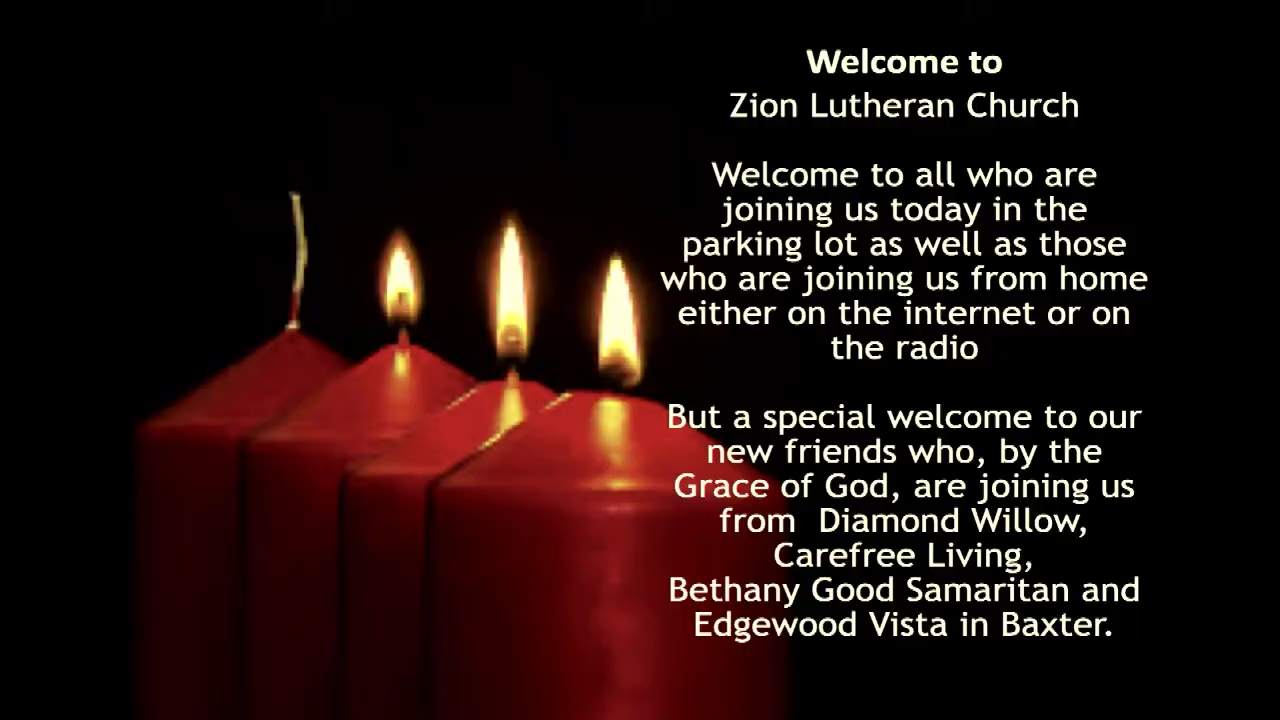 Welcome to
Zion Lutheran Church
Welcome to all who are
joining us today in the
parking lot as well as those
who are joining us from home
either on the internet or on
the radio
But a special welcome to our
new friends who, by the
Grace of God, are joining us
from  Diamond Willow,
Carefree Living,
Bethany Good Samaritan and
Edgewood Vista in Baxter.